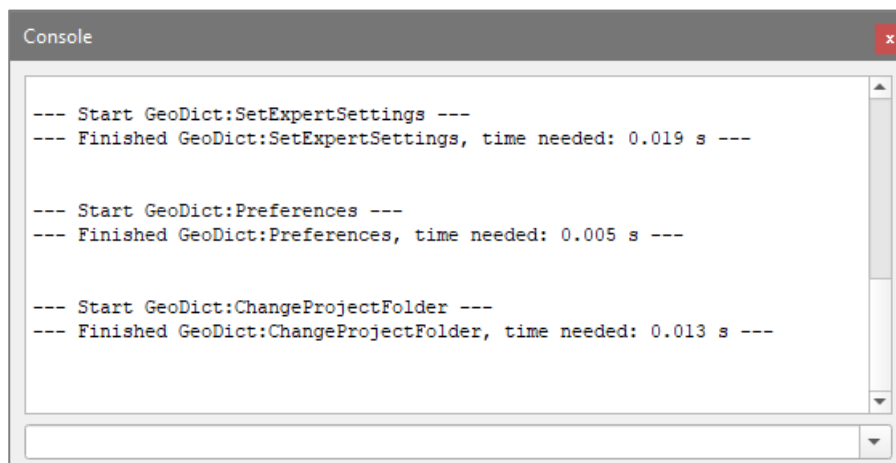 Console
x
--- Start GeoDict:SetExpertSettings ---
--- Finished GeoDict:SetExpertSettings, time needed: 0.019 s ---
--- Start GeoDict:Preferences ---
--- Finished GeoDict:Preferences, time needed: 0.005 s ---
--- Start GeoDict:ChangeProjectFolder ---
--- Finished GeoDict:ChangeProjectFolder, time needed: 0.013 s ---